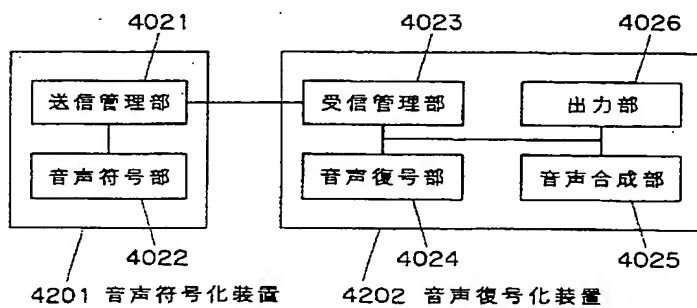 4021
4023
4026
送信管理部
受信管理部
出力部
音声符号部
音声復号部
音声合成部
4022
4024
4025
4201 音声符号化装置
4202 音声復号化装置